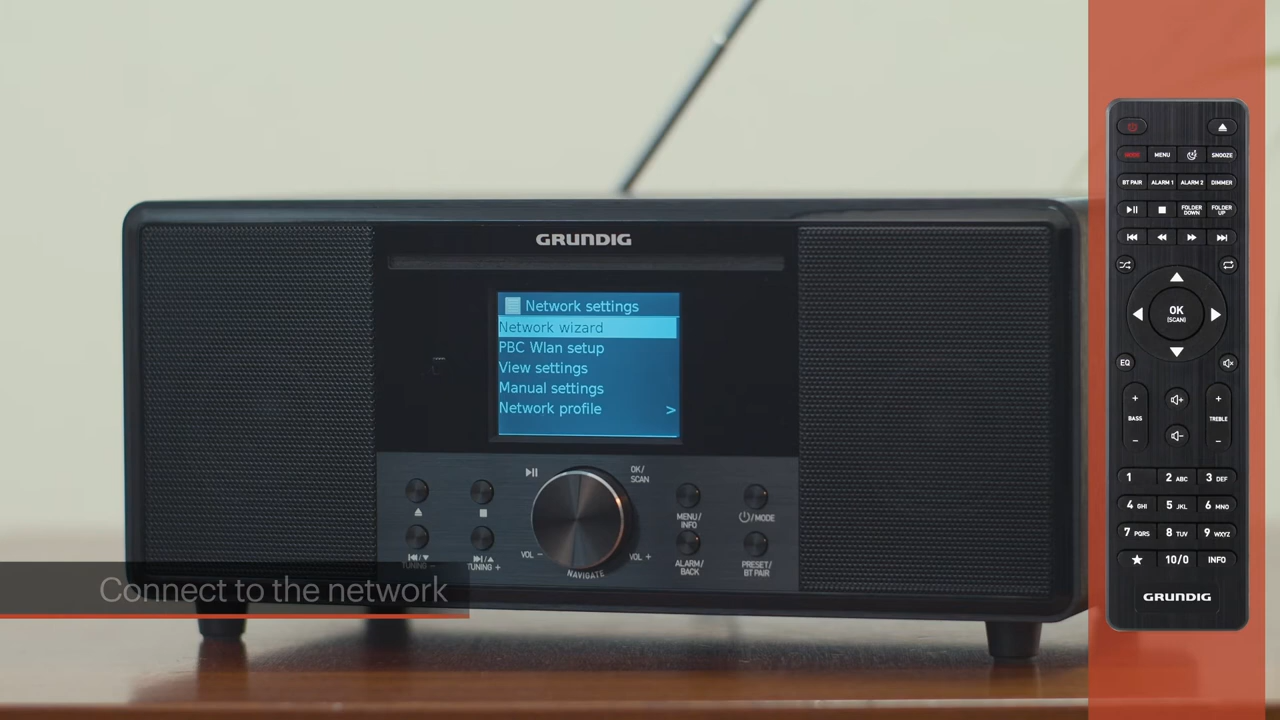 GRUNDIG
Network settings
Network wizard
PBC Wlan setup
View settings
Manual settings
Network profile >
OK/
SCAN
MENU/
INFO
/MODE
TUNING -
TUNING +
VOL -
VOL +
NAVIGATE
ALARM/
BACK
PRESET/
BT PAIR
Connect to the network
MENU
SNOOZE
BT PAIR ALARM 1 ALARM 2 DIMMER
FOLDER DOWN
FOLDER UP
OK
(SCAN)
EQ
+ +
BASS TREBLE
- -
1 2 ABC 3 DEF
4 GHI 5 JKL 6 MNO
7 PQRS 8 TUV 9 WXYZ
10/0 INFO
GRUNDIG